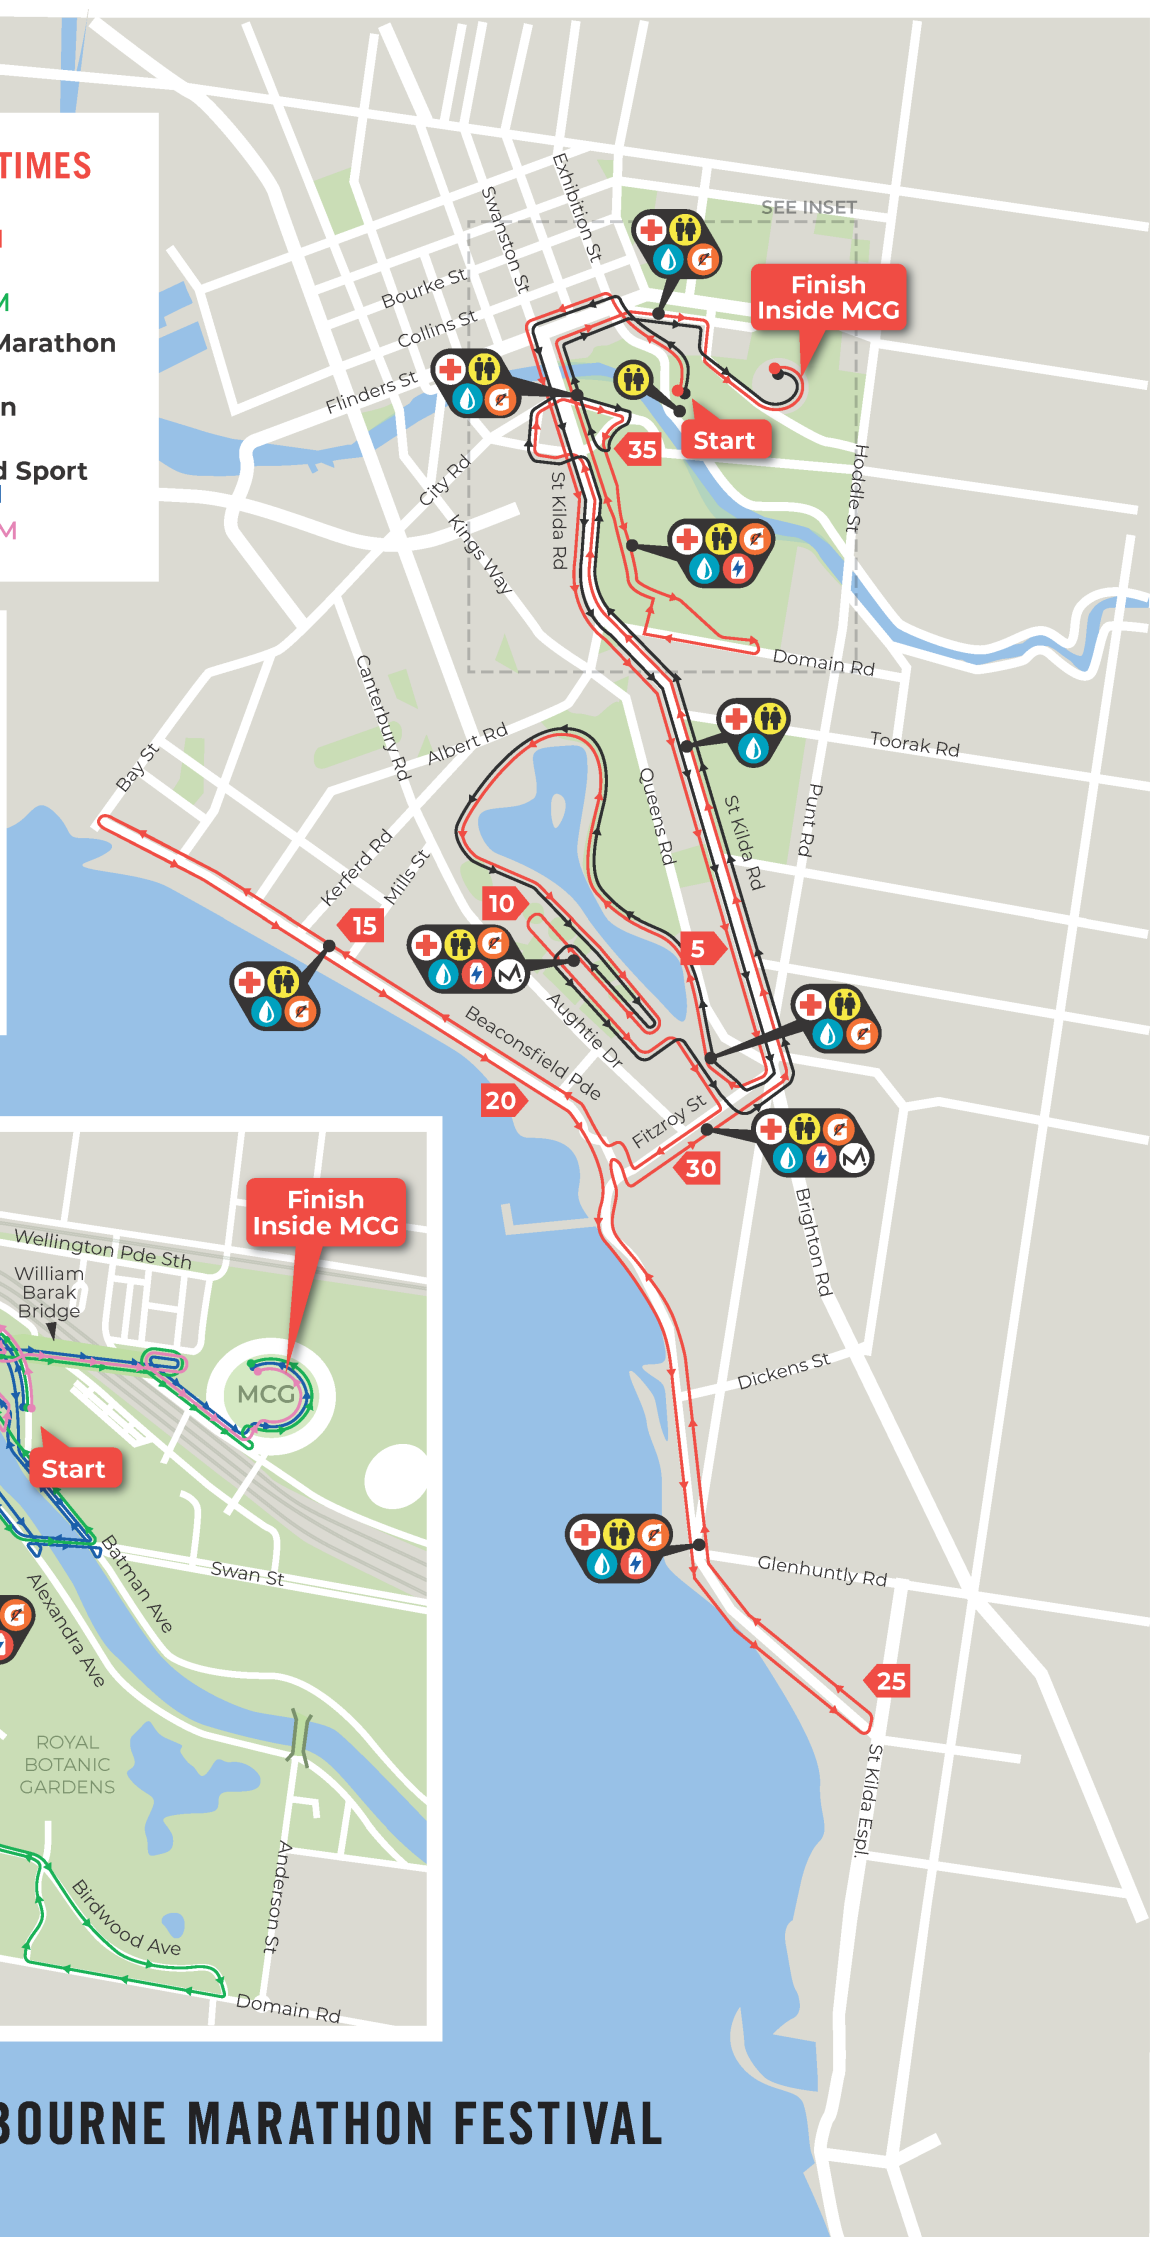 TIMES
M
Marathon
n
d Sport
M
SEE INSET
Exhibition St
Swanston St
Bourke St
Collins St
Flinders St
Finish
Inside MCG
Start
35
Hoddle St
City Rd
St Kilda Rd
Kings Way
Domain Rd
Canterbury Rd
Albert Rd
Toorak Rd
Bay St
Queens Rd
St Kilda Rd
Punt Rd
Kerferd Rd
Mills St
10
15
5
Aughtie Dr
Beaconsfield Pde
20
Fitzroy St
30
Brighton Rd
Dickens St
Glenhuntly Rd
25
St Kilda Espl.
Finish
Inside MCG
Wellington Pde Sth
William
Barak
Bridge
MCG
Start
Batman Ave
Swan St
Alexandra Ave
ROYAL
BOTANIC
GARDENS
Anderson St
Birdwood Ave
Domain Rd
BOURNE MARATHON FESTIVAL